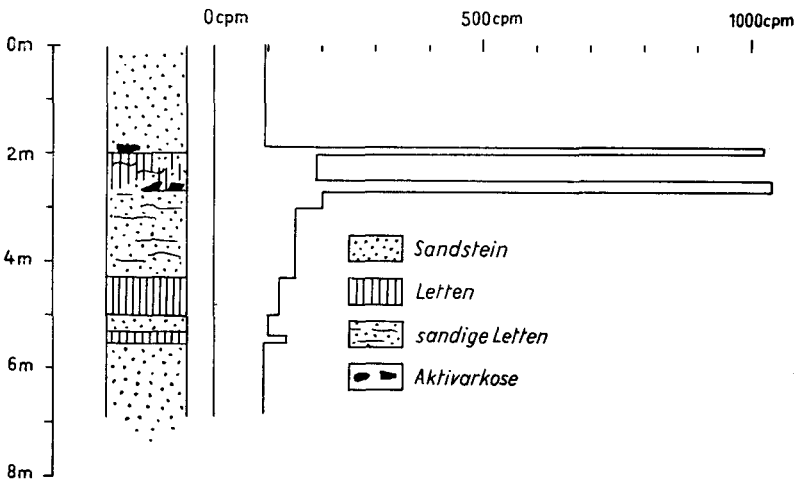 0cpm 500cpm 1000cpm
0m
2m
4m
6m
8m
Sandstein
Letten
sandige Letten
Aktivarkose